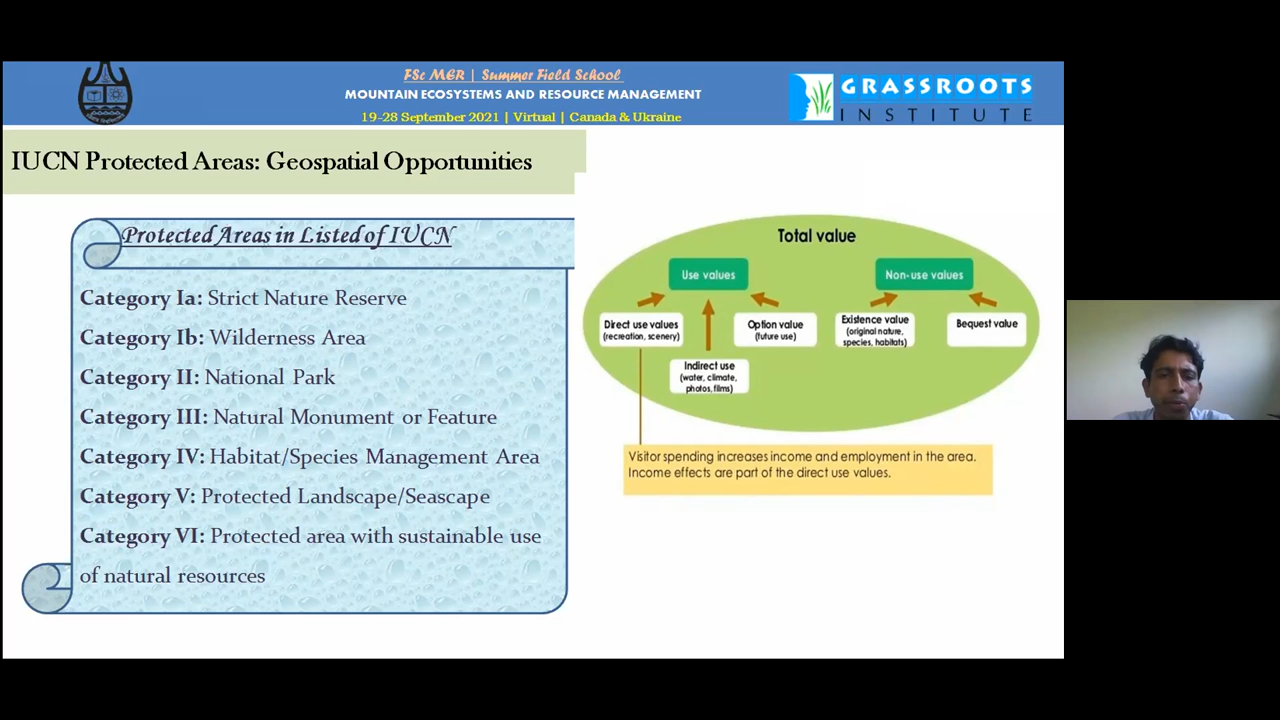 FSc MER | Summer Field School
MOUNTAIN ECOSYSTEMS AND RESOURCE MANAGEMENT
19-28 September 2021 | Virtual | Canada & Ukraine
GRASSROOTS
INSTITUTE
IUCN Protected Areas: Geospatial Opportunities
Protected Areas in Listed of IUCN
Category Ia: Strict Nature Reserve
Category Ib: Wilderness Area
Category II: National Park
Category III: Natural Monument or Feature
Category IV: Habitat/Species Management Area
Category V: Protected Landscape/Seascape
Category VI: Protected area with sustainable use
of natural resources
Total value
Use values
Non-use values
Direct use values
(recreation, scenery)
Option value
(future use)
Existence value
(original nature,
species, habitats)
Bequest value
Indirect use
(water, climate,
photos, films)
Visitor spending increases income and employment in the area.
Income effects are part of the direct use values.